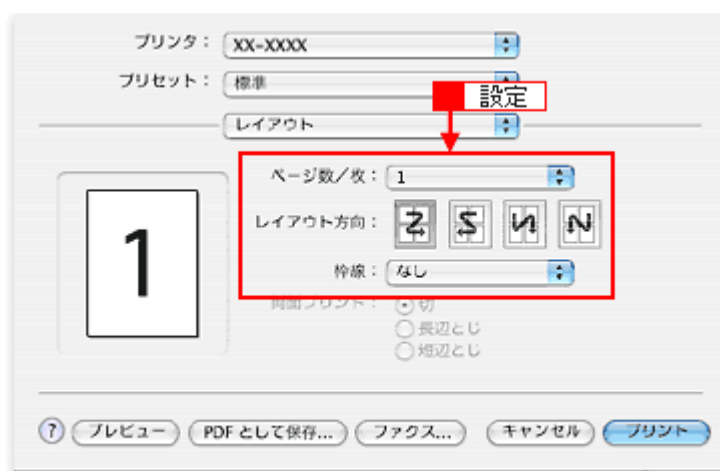 プリンタ： XX-XXXX
プリセット： 標準
設定
レイアウト
ページ数／枚： 1
レイアウト方向：
1
枠線： なし
両面プリント： 切
長辺とじ
短辺とじ
? プレビュー PDF として保存... ファクス... キャンセル プリント